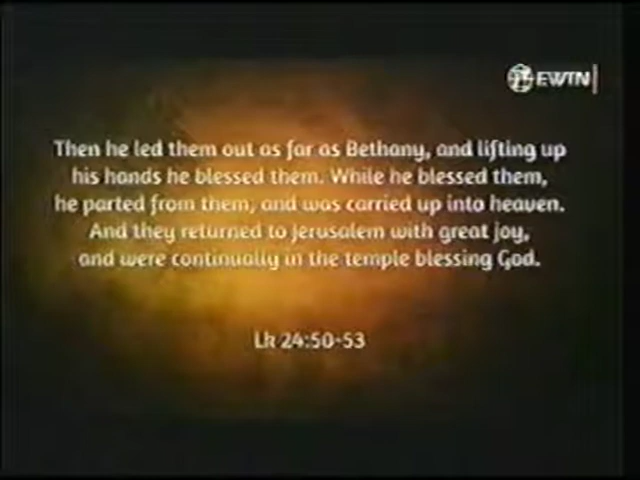 EWTN
Then he led them out as far as Bethany, and lifting up
his hands he blessed them. While he blessed them,
he parted from them, and was carried up into heaven.
And they returned to Jerusalem with great joy,
and were continually in the temple blessing God.
Lk 24:50-53